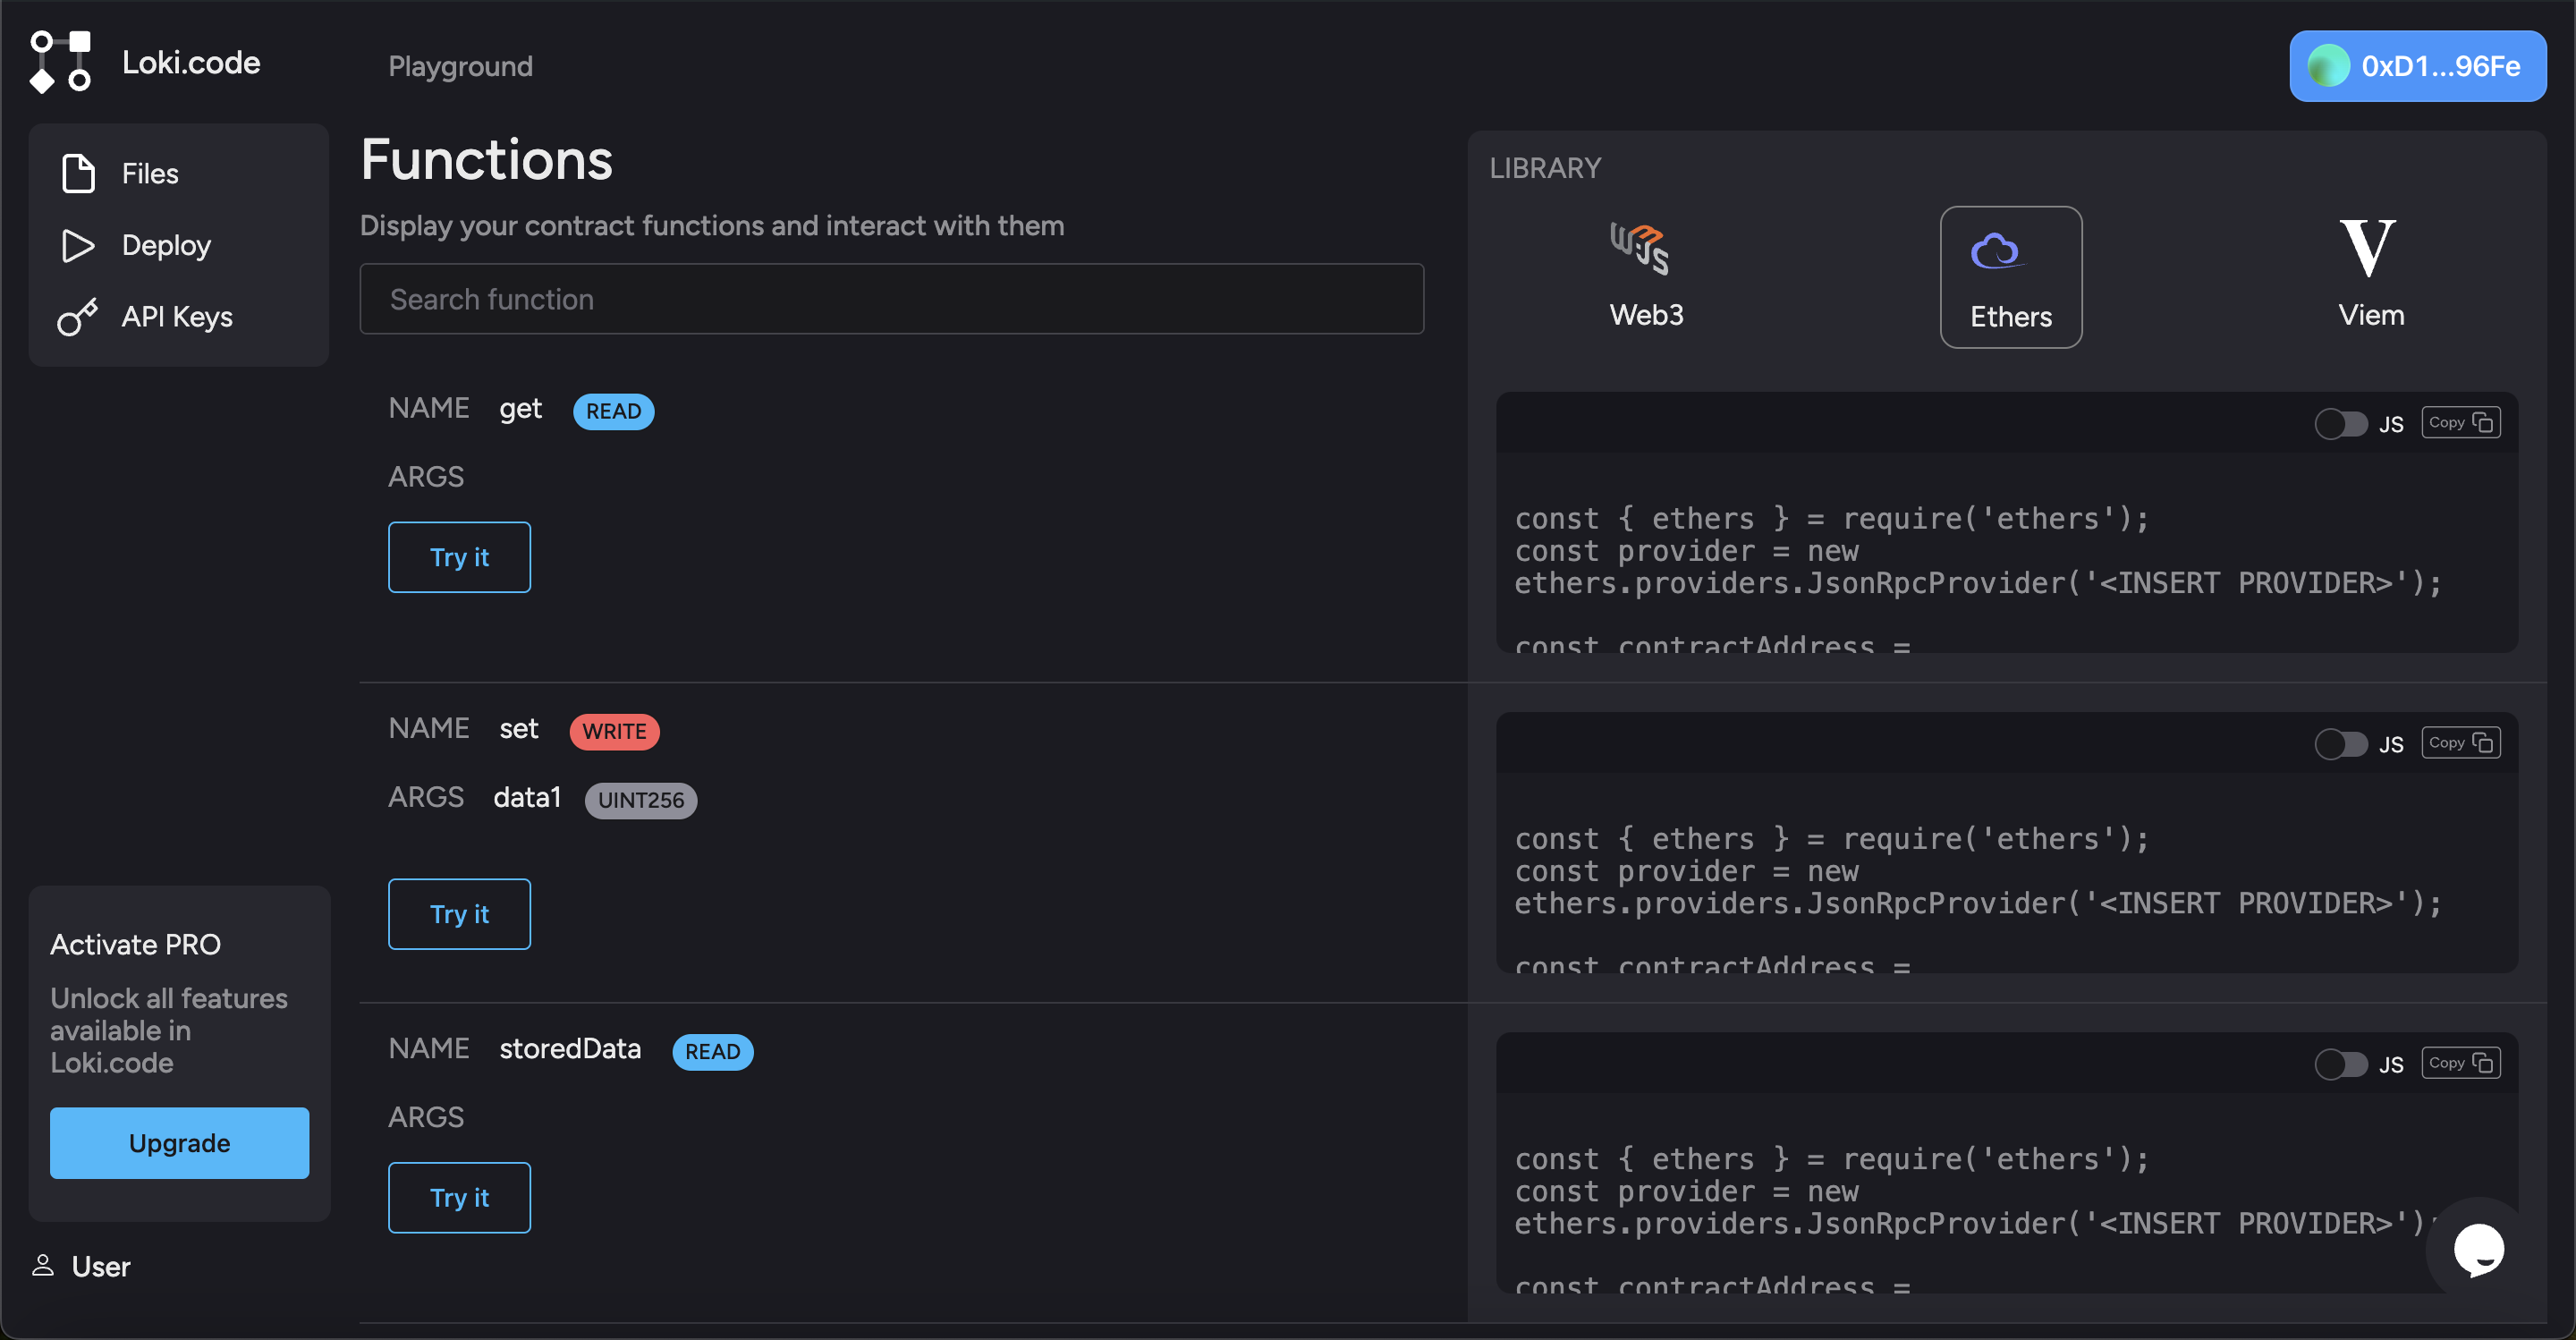 Loki.code
Playground
0xD1...96Fe
Files
Deploy
API Keys
Activate PRO
Unlock all features
available in
Loki.code
Upgrade
User
Functions
Display your contract functions and interact with them
Search function
NAME get READ
ARGS
Try it
NAME set WRITE
ARGS data1 UINT256
Try it
NAME storedData READ
ARGS
Try it
LIBRARY
W3JS
Web3
Ethers
V
Viem
JS Copy
const { ethers } = require('ethers');
const provider = new
ethers.providers.JsonRpcProvider('<INSERT PROVIDER>');
const contractAddress =
JS Copy
const { ethers } = require('ethers');
const provider = new
ethers.providers.JsonRpcProvider('<INSERT PROVIDER>');
const contractAddress =
JS Copy
const { ethers } = require('ethers');
const provider = new
ethers.providers.JsonRpcProvider('<INSERT PROVIDER>');
const contractAddress =